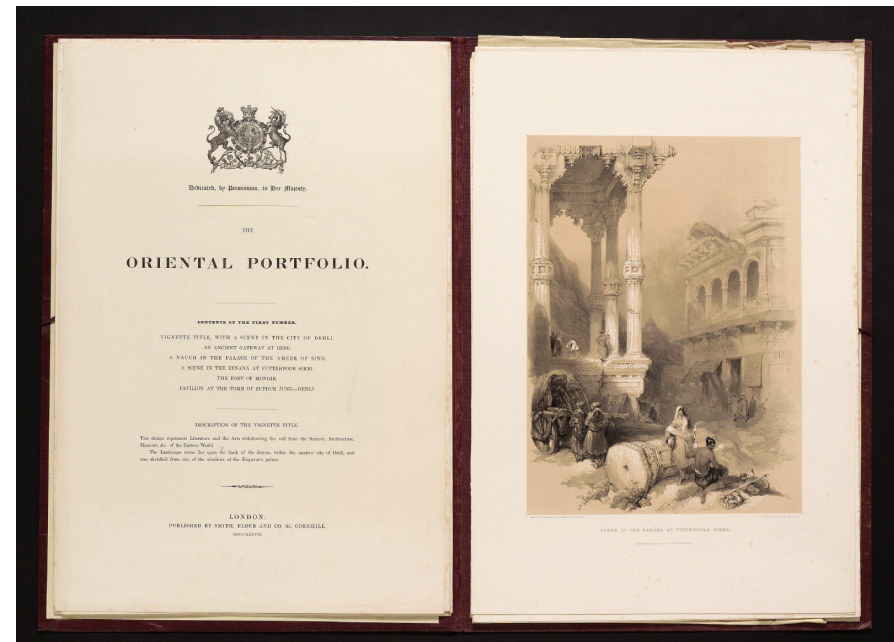 Dedicated, by Permission, to Her Majesty.
THE
ORIENTAL PORTFOLIO.
CONTENTS OF THE FIRST NUMBER.
VIGNETTE TITLE, WITH A SCENE IN THE CITY OF DEHLI.
AN ANCIENT GATEWAY AT DEEG.
A NAUCH IN THE PALACE OF THE AMEER OF SIND.
A SCENE IN THE ZENANA AT FUTTEHPOOR SIKRI.
THE FORT OF MONGIR.
PAVILION AT THE TOMB OF SUFDUR JUNG—DEHLI
DESCRIPTION OF THE VIGNETTE TITLE
This design represents Literature and the Arts withdrawing the veil from the Scenery, Architecture,
Manners, &c. of the Eastern World.
The Landscape scene lies upon the bank of the Jumna, within the modern city of Dehli, and
was sketched from one of the windows of the Emperor's palace.
LONDON:
PUBLISHED BY SMITH, ELDER AND CO. 65, CORNHILL.
SCENE IN THE ZENANA AT FUTTEHPOOR SIKRI.